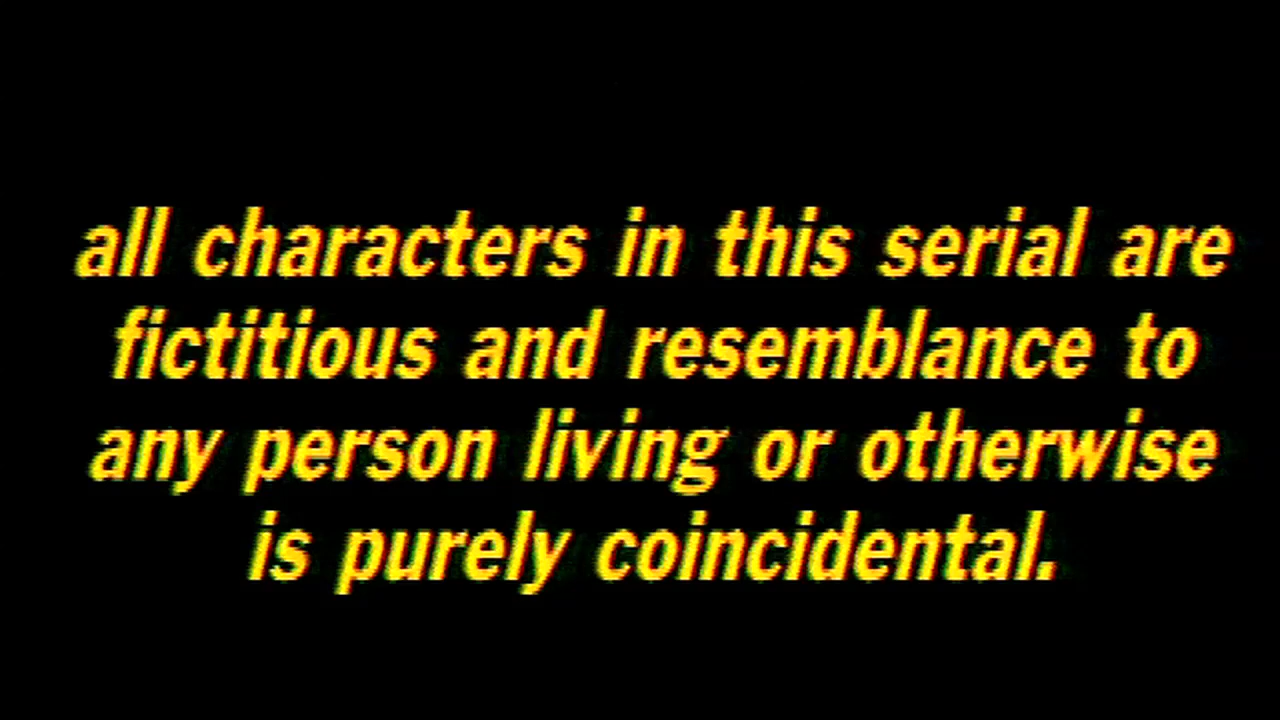 all characters in this serial are
fictitious and resemblance to
any person living or otherwise
is purely coincidental.